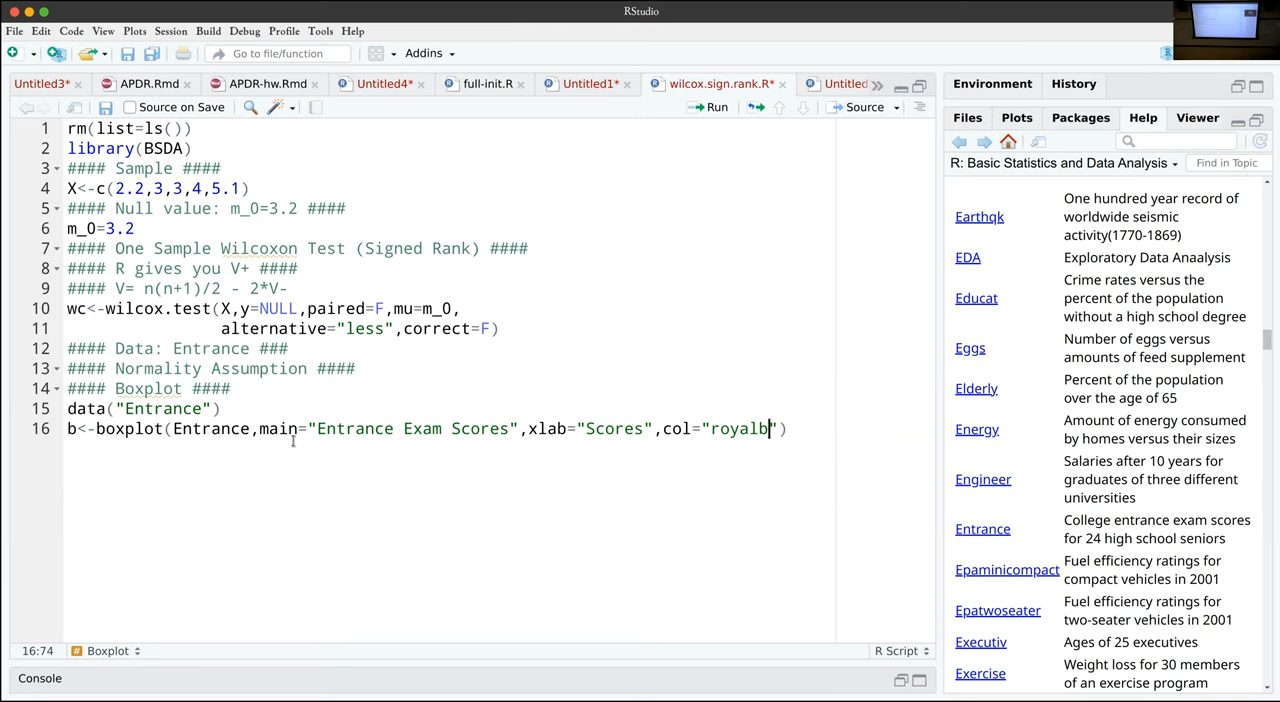 RStudio
File Edit Code View Plots Session Build Debug Profile Tools Help
Go to file/function Addins
Untitled3* APDR.Rmd APDR-hw.Rmd Untitled4* full-init.R Untitled1* wilcox.sign.rank.R* Untitled
Source on Save Run Source
1 rm(list=ls())
2 library(BSDA)
3 #### Sample ####
4 X<-c(2.2,3,3,4,5.1)
5 #### Null value: m_0=3.2 ####
6 m_0=3.2
7 #### One Sample Wilcoxon Test (Signed Rank) ####
8 #### R gives you V+ ####
9 #### V= n(n+1)/2 - 2*V-
10 wc<-wilcox.test(X,y=NULL,paired=F,mu=m_0,
11 alternative="less",correct=F)
12 #### Data: Entrance ###
13 #### Normality Assumption ####
14 #### Boxplot ####
15 data("Entrance")
16 b<-boxplot(Entrance,main="Entrance Exam Scores",xlab="Scores",col="royalb")
16:74 # Boxplot R Script
Console
Environment History
Files Plots Packages Help Viewer
R: Basic Statistics and Data Analysis Find in Topic
Earthqk One hundred year record of
worldwide seismic
activity(1770-1869)
EDA Exploratory Data Anaalysis
Educat Crime rates versus the
percent of the population
without a high school degree
Eggs Number of eggs versus
amounts of feed supplement
Elderly Percent of the population
over the age of 65
Energy Amount of energy consumed
by homes versus their sizes
Engineer Salaries after 10 years for
graduates of three different
universities
Entrance College entrance exam scores
for 24 high school seniors
Epaminicompact Fuel efficiency ratings for
compact vehicles in 2001
Epatwoseater Fuel efficiency ratings for
two-seater vehicles in 2001
Executiv Ages of 25 executives
Exercise Weight loss for 30 members
of an exercise program